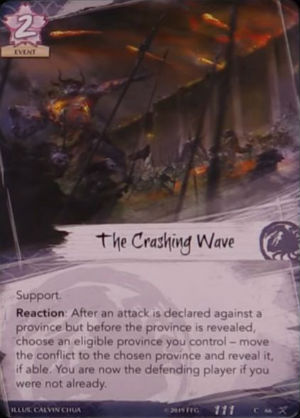 2
EVENT
The Crashing Wave
Support.
Reaction: After an attack is declared against a
province but before the province is revealed,
choose an eligible province you control – move
the conflict to the chosen province and reveal it,
if able. You are now the defending player if you
were not already.
ILLUS. CALVIN CHUA
© 2019 FFG
111
C 66